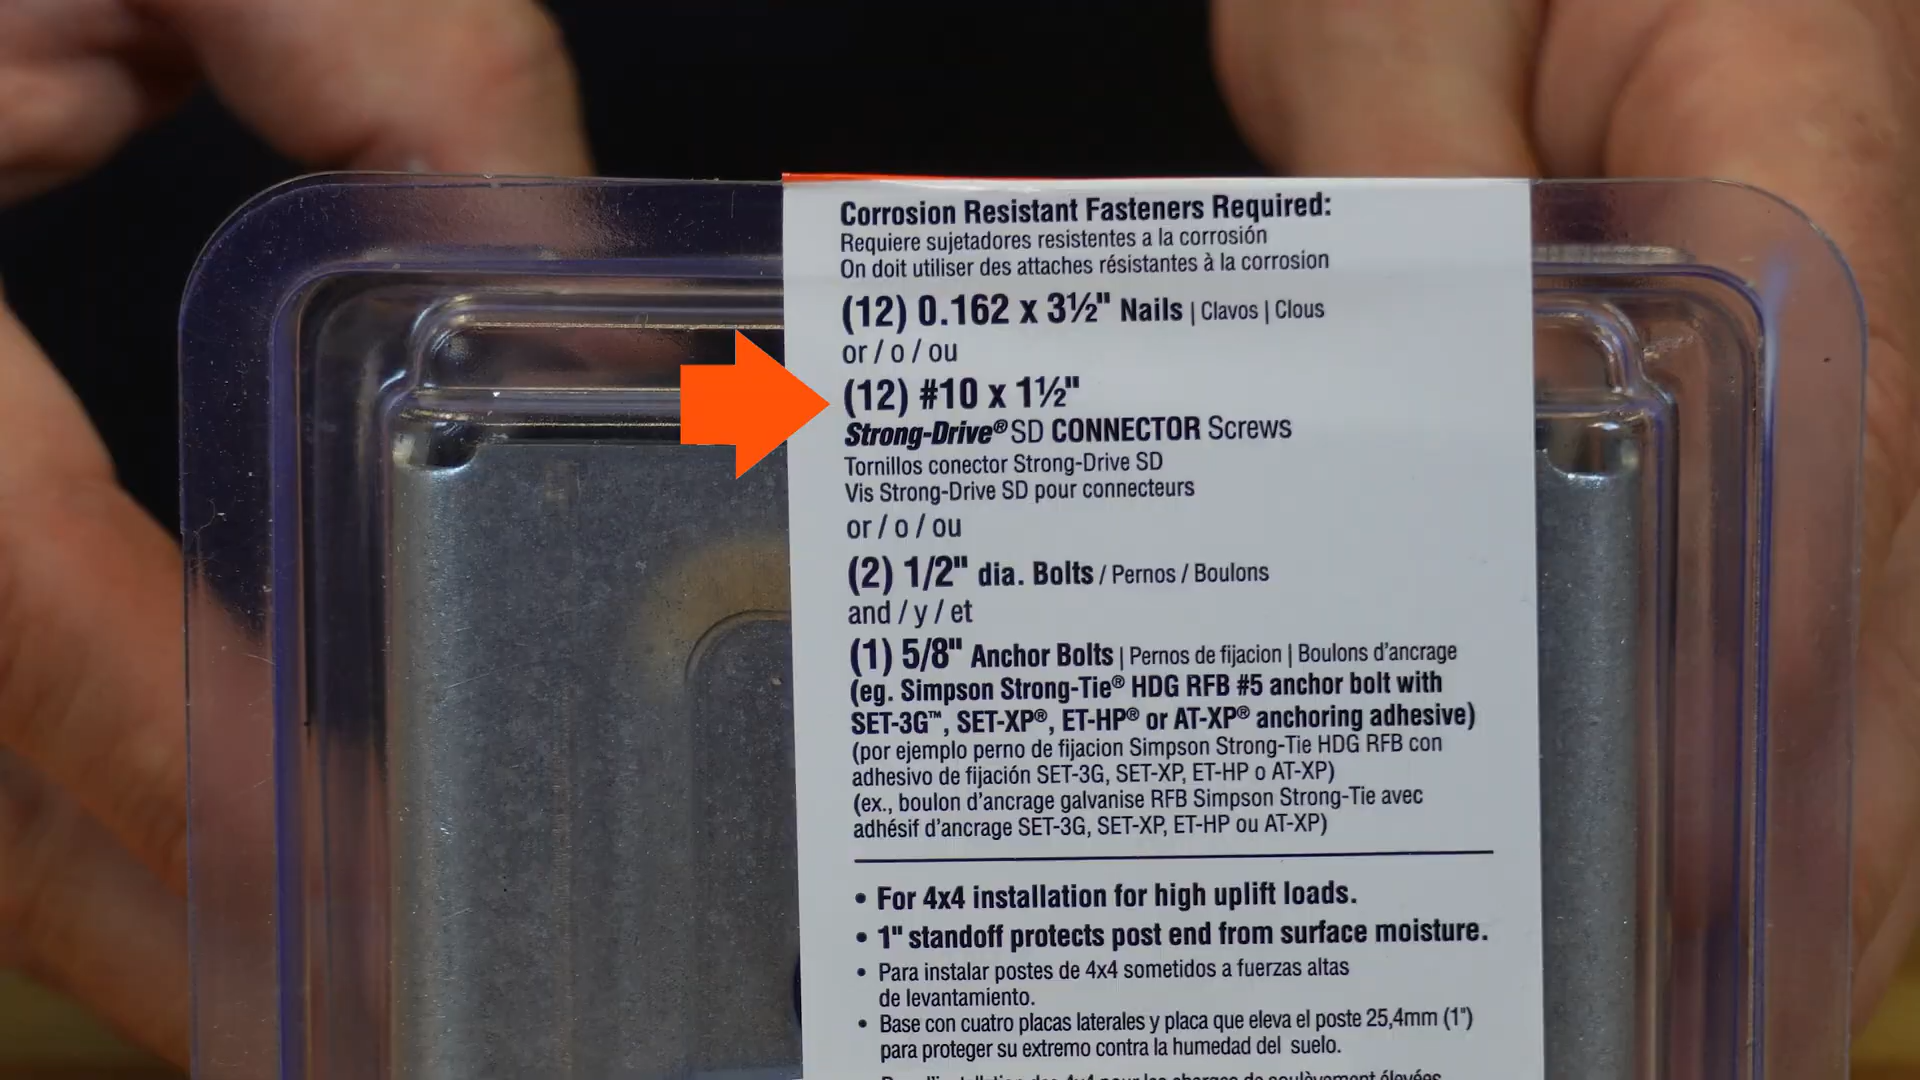 Corrosion Resistant Fasteners Required:
Requiere sujetadores resistentes a la corrosión
On doit utiliser des attaches résistantes à la corrosion
(12) 0.162 x 3½" Nails | Clavos | Clous
or / o / ou
(12) #10 x 1½"
Strong-Drive® SD CONNECTOR Screws
Tornillos conector Strong-Drive SD
Vis Strong-Drive SD pour connecteurs
or / o / ou
(2) 1/2" dia. Bolts / Pernos / Boulons
and / y / et
(1) 5/8" Anchor Bolts | Pernos de fijacion | Boulons d'ancrage
(eg. Simpson Strong-Tie® HDG RFB #5 anchor bolt with
SET-3G™, SET-XP®, ET-HP® or AT-XP® anchoring adhesive)
(por ejemplo perno de fijacion Simpson Strong-Tie HDG RFB con
adhesivo de fijación SET-3G, SET-XP, ET-HP o AT-XP)
(ex., boulon d'ancrage galvanise RFB Simpson Strong-Tie avec
adhésif d'ancrage SET-3G, SET-XP, ET-HP ou AT-XP)
• For 4x4 installation for high uplift loads.
• 1" standoff protects post end from surface moisture.
• Para instalar postes de 4x4 sometidos a fuerzas altas
de levantamiento.
• Base con cuatro placas laterales y placa que eleva el poste 25,4mm (1")
para proteger su extremo contra la humedad del suelo.